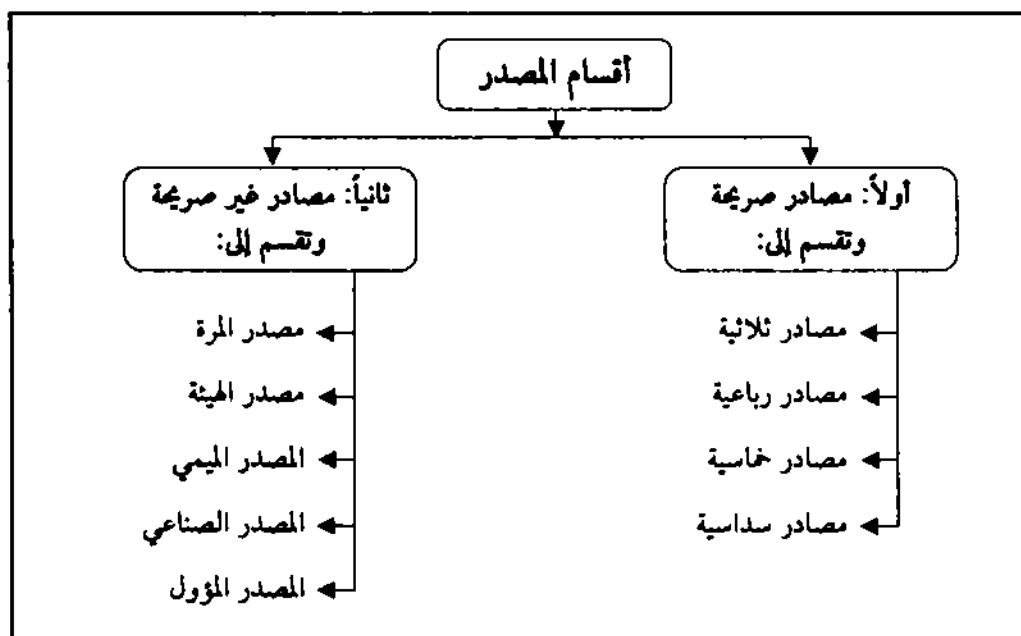 أقسام المصدر
أولاً: مصادر صريحة
وتقسم إلى:
مصادر ثلاثية
مصادر رباعية
مصادر خماسية
مصادر سداسية
ثانياً: مصادر غير صريحة
وتقسم إلى:
مصدر المرة
مصدر الهيئة
المصدر الميمي
المصدر الصناعي
المصدر المؤول